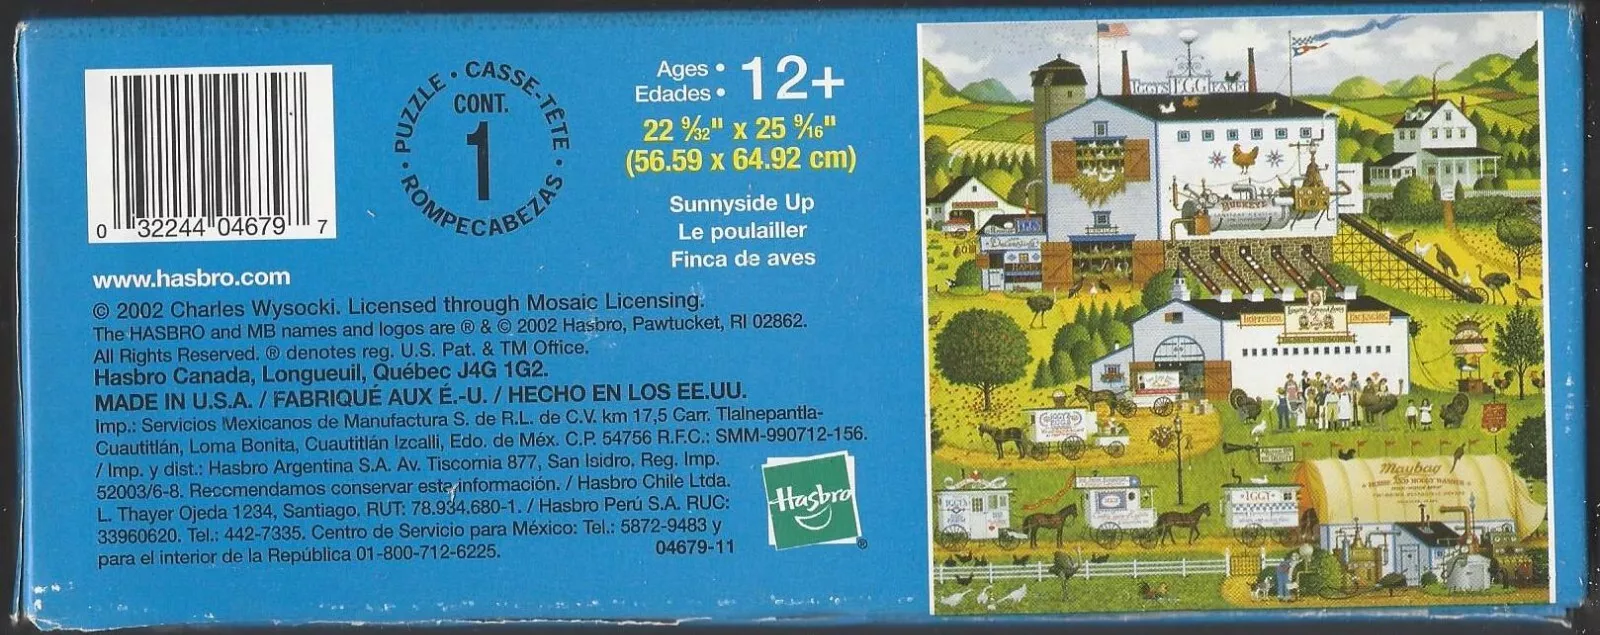 0 32244 04679 7
www.hasbro.com
PUZZLE • CASSE-TÊTE • ROMPECABEZAS •
CONT.
1
Ages • 12+
Edades •
22 9/32" x 25 9/16"
(56.59 x 64.92 cm)
Sunnyside Up
Le poulailler
Finca de aves
© 2002 Charles Wysocki. Licensed through Mosaic Licensing.
The HASBRO and MB names and logos are ® & © 2002 Hasbro, Pawtucket, RI 02862.
All Rights Reserved. ® denotes reg. U.S. Pat. & TM Office.
Hasbro Canada, Longueuil, Québec J4G 1G2.
MADE IN U.S.A. / FABRIQUÉ AUX É.-U. / HECHO EN LOS EE.UU.
Imp.: Servicios Mexicanos de Manufactura S. de R.L. de C.V. km 17,5 Carr. Tlalnepantla-
Cuautitlán, Loma Bonita, Cuautitlán Izcalli, Edo. de Méx. C.P. 54756 R.F.C.: SMM-990712-156.
/ Imp. y dist.: Hasbro Argentina S.A. Av. Tiscornia 877, San Isidro. Reg. Imp.
52003/6-8. Recomendamos conservar esta información. / Hasbro Chile Ltda.
L. Thayer Ojeda 1234, Santiago. RUT: 78.934.680-1. / Hasbro Perú S.A. RUC:
33960620. Tel.: 442-7335. Centro de Servicio para México: Tel.: 5872-9483 y
para el interior de la República 01-800-712-6225.
04679-11
Hasbro ®
IGGY'S EGG FARM
BUCKEYE
INSPECTION
PACKAGING
Maybag
IGGY